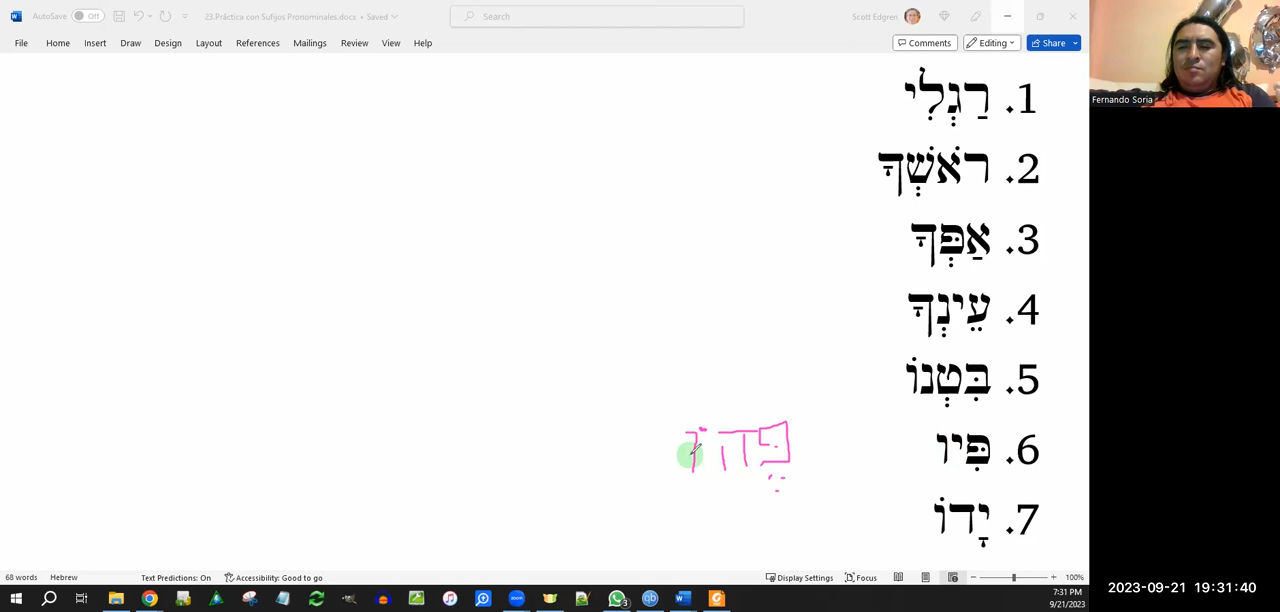 AutoSave Off 23.Práctica con Sufijos Pronominales.docx • Saved Search Scott Edgren
File Home Insert Draw Design Layout References Mailings Review View Help Comments Editing Share
Fernando Soria
1. רַגְלִי
2. רֹאשְׁךָ
3. אַפְּךָ
4. עֵינְךָ
5. בִּטְנוֹ
6. פִּיו
7. יָדוֹ
68 words Hebrew Text Predictions: On Accessibility: Good to go Display Settings Focus 100%
3
7:31 PM
9/21/2023
2023-09-21 19:31:40